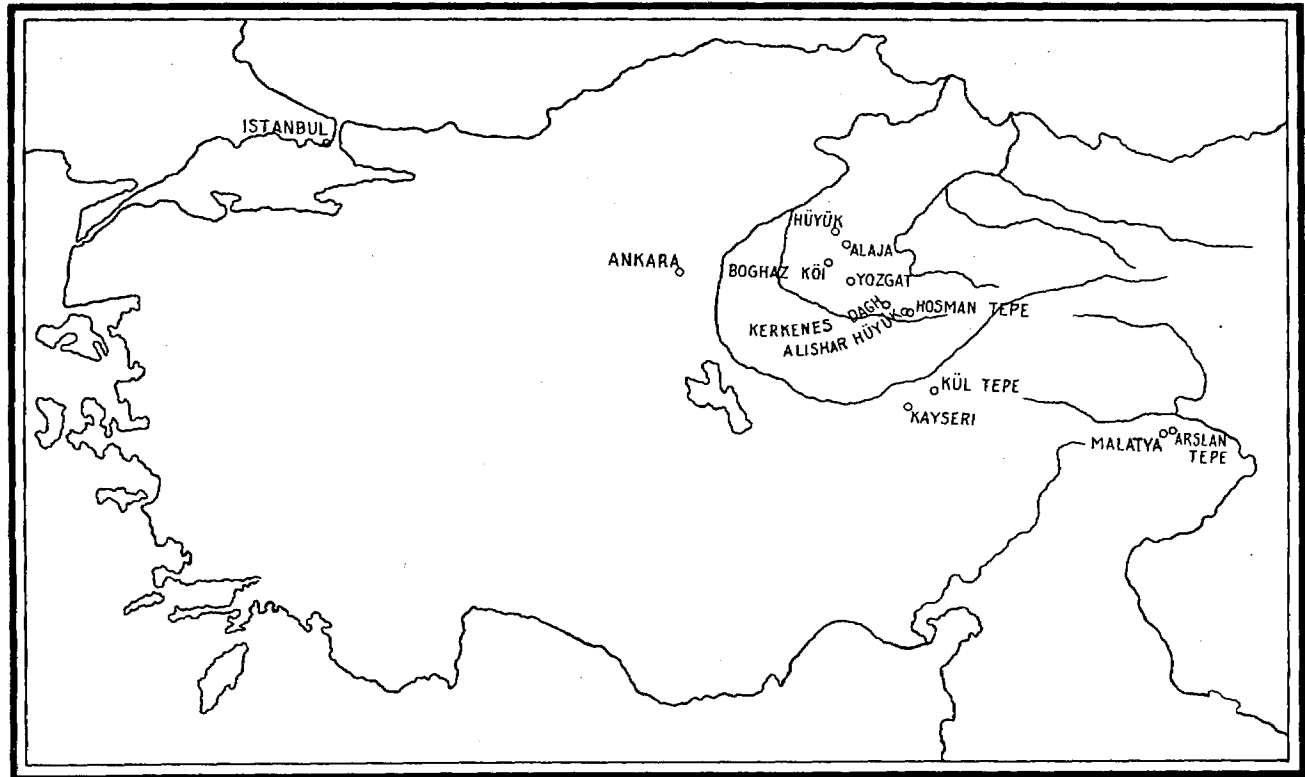 ISTANBUL
HÜYÜK
ALAJA
ANKARA
BOGHAZ KÖI
YOZGAT
KERKENES DAGH
HOSMAN TEPE
ALISHAR HÜYÜK
KÜL TEPE
KAYSERI
MALATYA
ARSLAN
TEPE